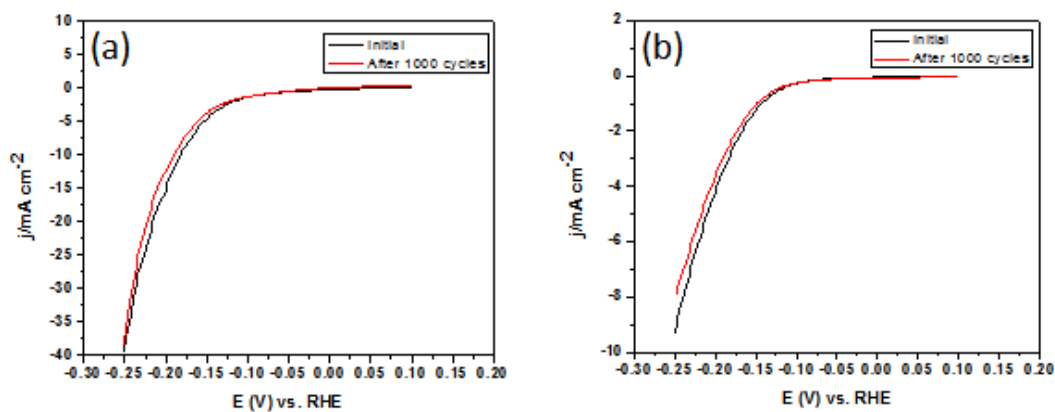 (a)
Initial
After 1000 cycles
10
5
0
-5
-10
-15
-20
-25
-30
-35
-40
j/mA cm-2
-0.30 -0.25 -0.20 -0.15 -0.10 -0.05 0.00 0.05 0.10 0.15 0.20
E (V) vs. RHE
(b)
Initial
After 1000 cycles
2
0
-2
-4
-6
-8
-10
j/mA cm-2
-0.30 -0.25 -0.20 -0.15 -0.10 -0.05 0.00 0.05 0.10 0.15 0.20
E (V) vs. RHE